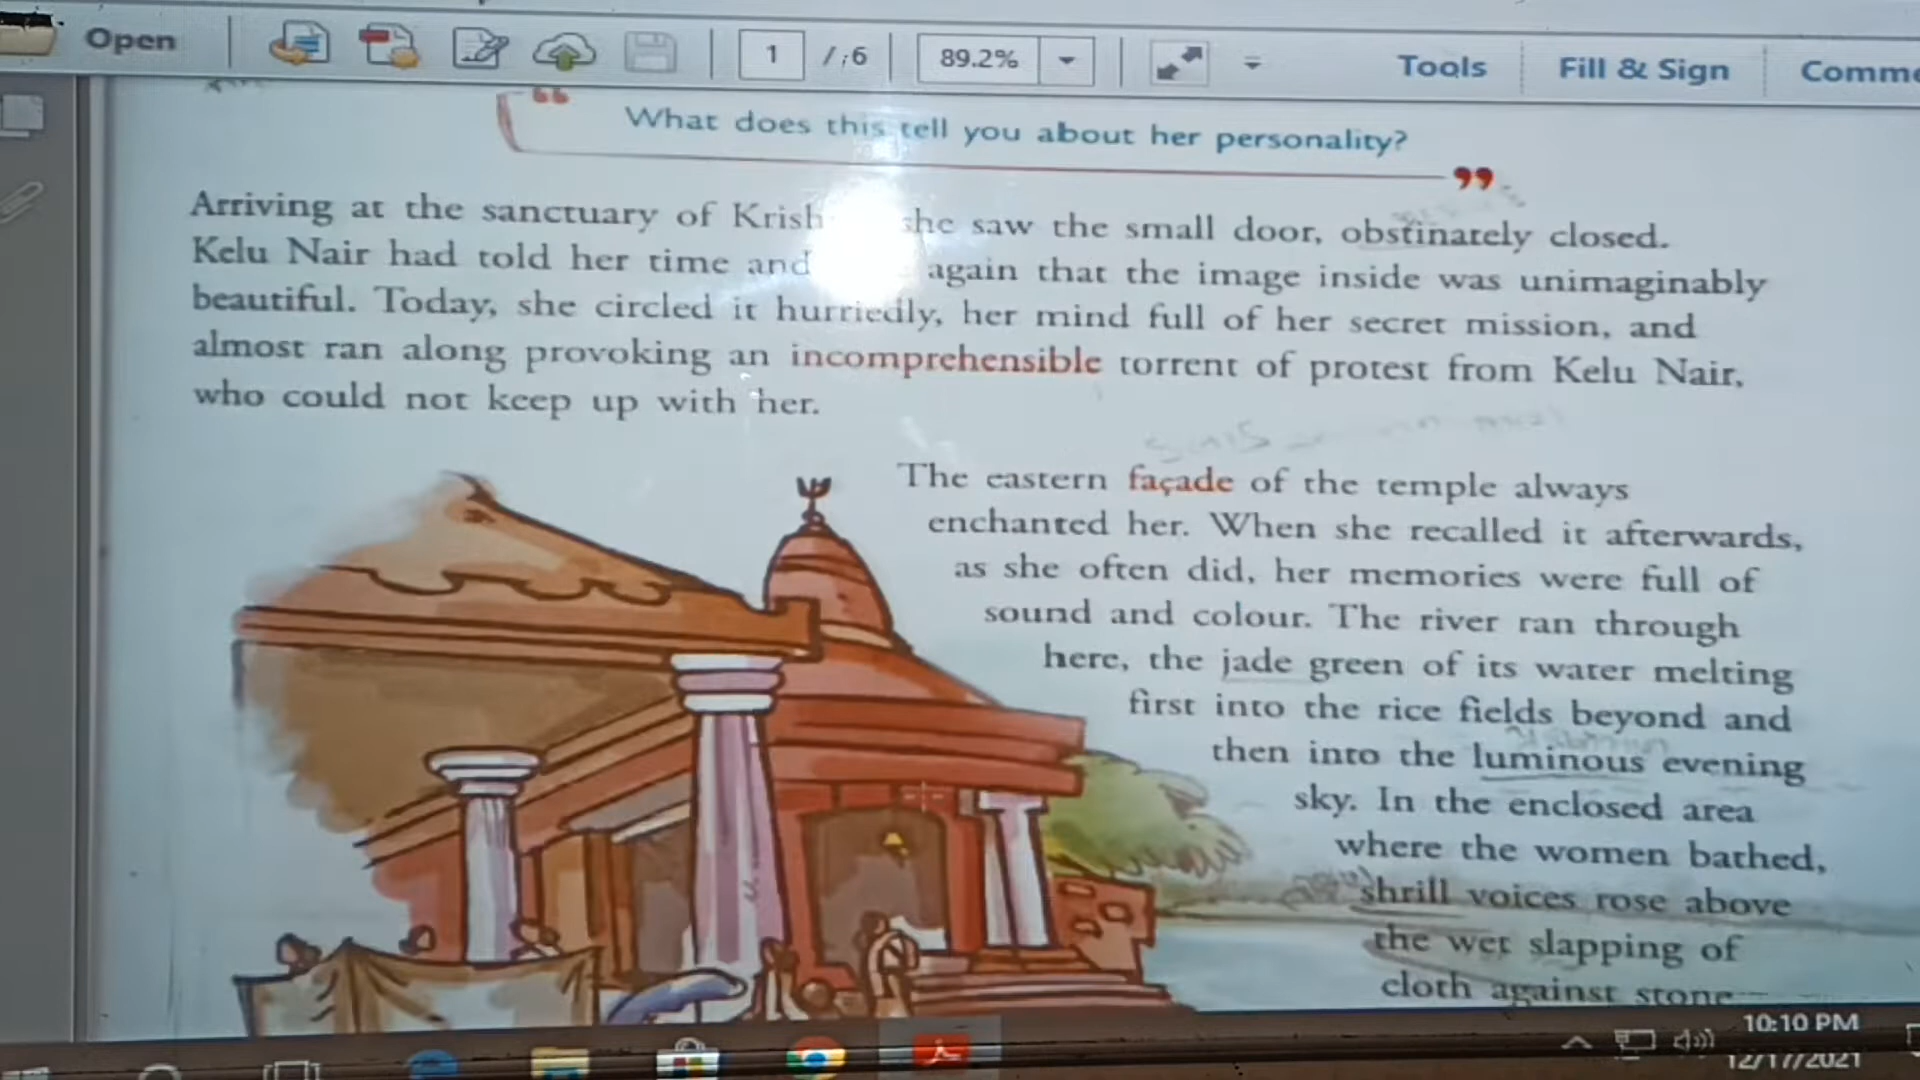 Open
1 / 6
89.2%
Tools
Fill & Sign
Comme
“ What does this tell you about her personality? ”
Arriving at the sanctuary of Krish she saw the small door, obstinately closed.
Kelu Nair had told her time and again that the image inside was unimaginably
beautiful. Today, she circled it hurriedly, her mind full of her secret mission, and
almost ran along provoking an incomprehensible torrent of protest from Kelu Nair,
who could not keep up with her.
The eastern façade of the temple always
enchanted her. When she recalled it afterwards,
as she often did, her memories were full of
sound and colour. The river ran through
here, the jade green of its water melting
first into the rice fields beyond and
then into the luminous evening
sky. In the enclosed area
where the women bathed,
shrill voices rose above
the wet slapping of
cloth against stone
10:10 PM
12/17/2021